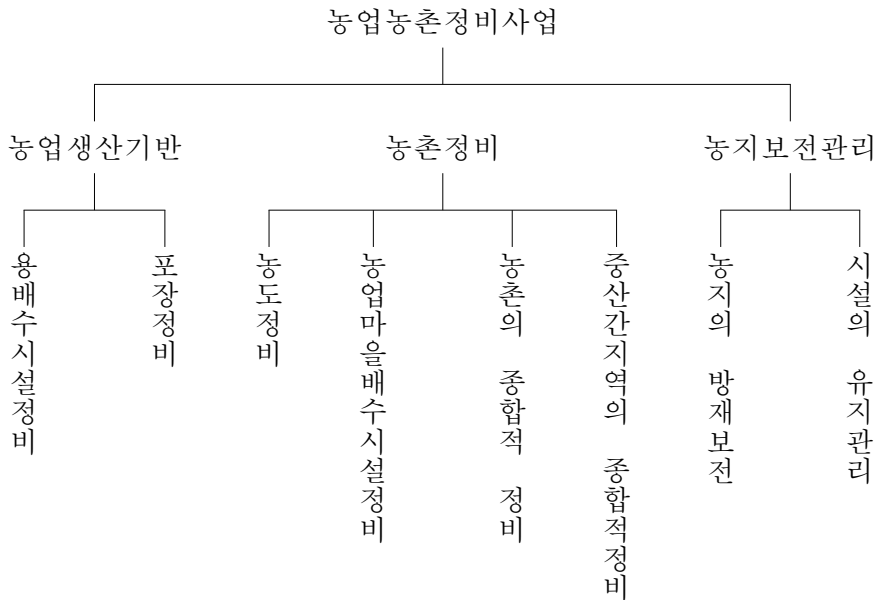 농업농촌정비사업
농업생산기반
농촌정비
농지보전관리
용배수시설정비
포장정비
농도정비
농업마을배수시설정비
농촌의 종합적 정비
중산간지역의 종합적정비
농지의 방재보전
시설의 유지관리